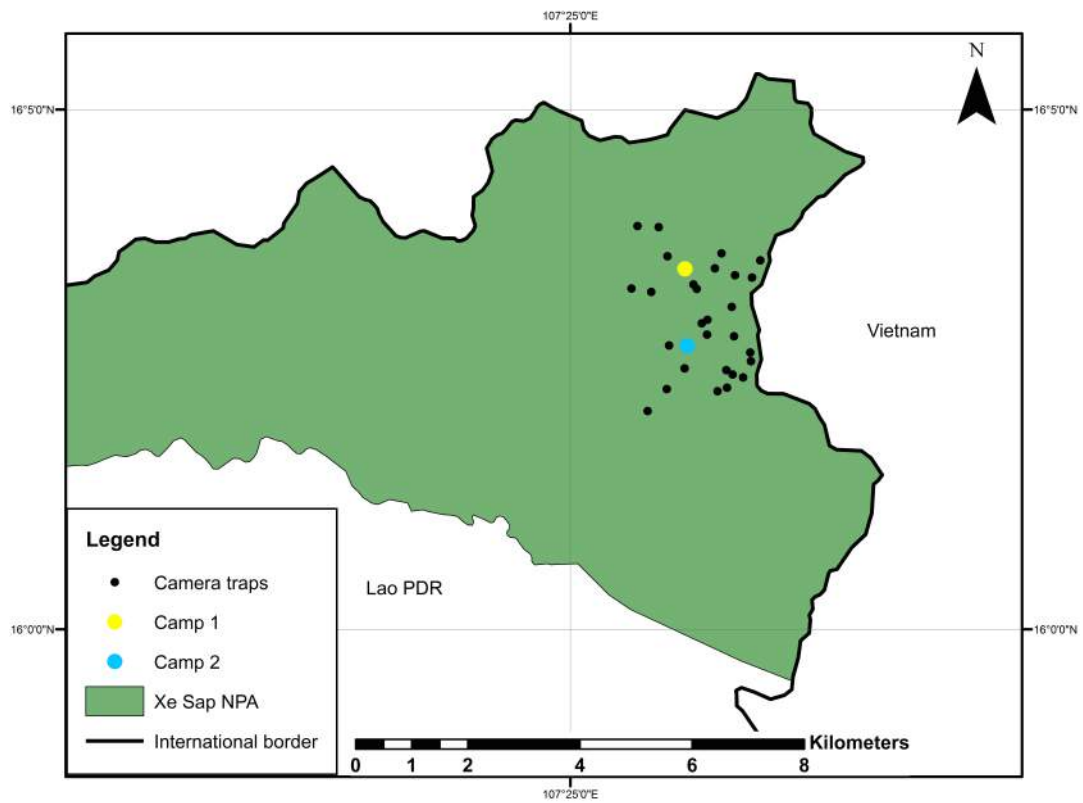 107°25'0"E
N
16°5'0"N
16°5'0"N
Vietnam
Legend
Camera traps
Camp 1
Camp 2
Xe Sap NPA
International border
Lao PDR
16°0'0"N
16°0'0"N
Kilometers
0 1 2 4 6 8
107°25'0"E